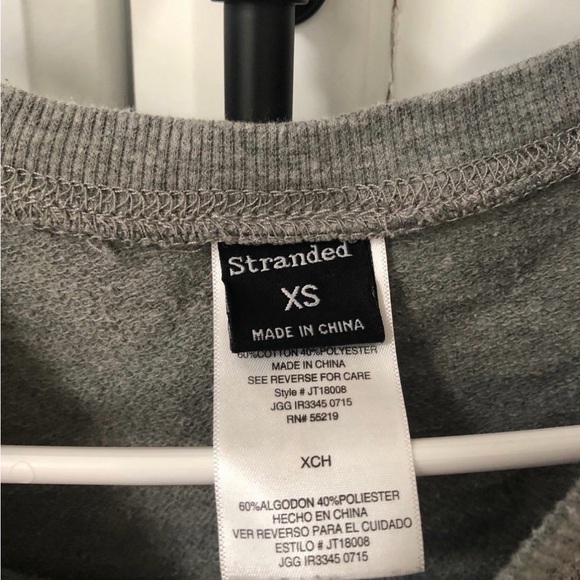 Stranded
XS
MADE IN CHINA
60%COTTON 40%POLYESTER
MADE IN CHINA
SEE REVERSE FOR CARE
Style # JT18008
JGG IR3345 0715
RN# 55219
XCH
60%ALGODON 40%POLIESTER
HECHO EN CHINA
VER REVERSO PARA EL CUIDADO
ESTILO # JT18008
JGG IR3345 0715